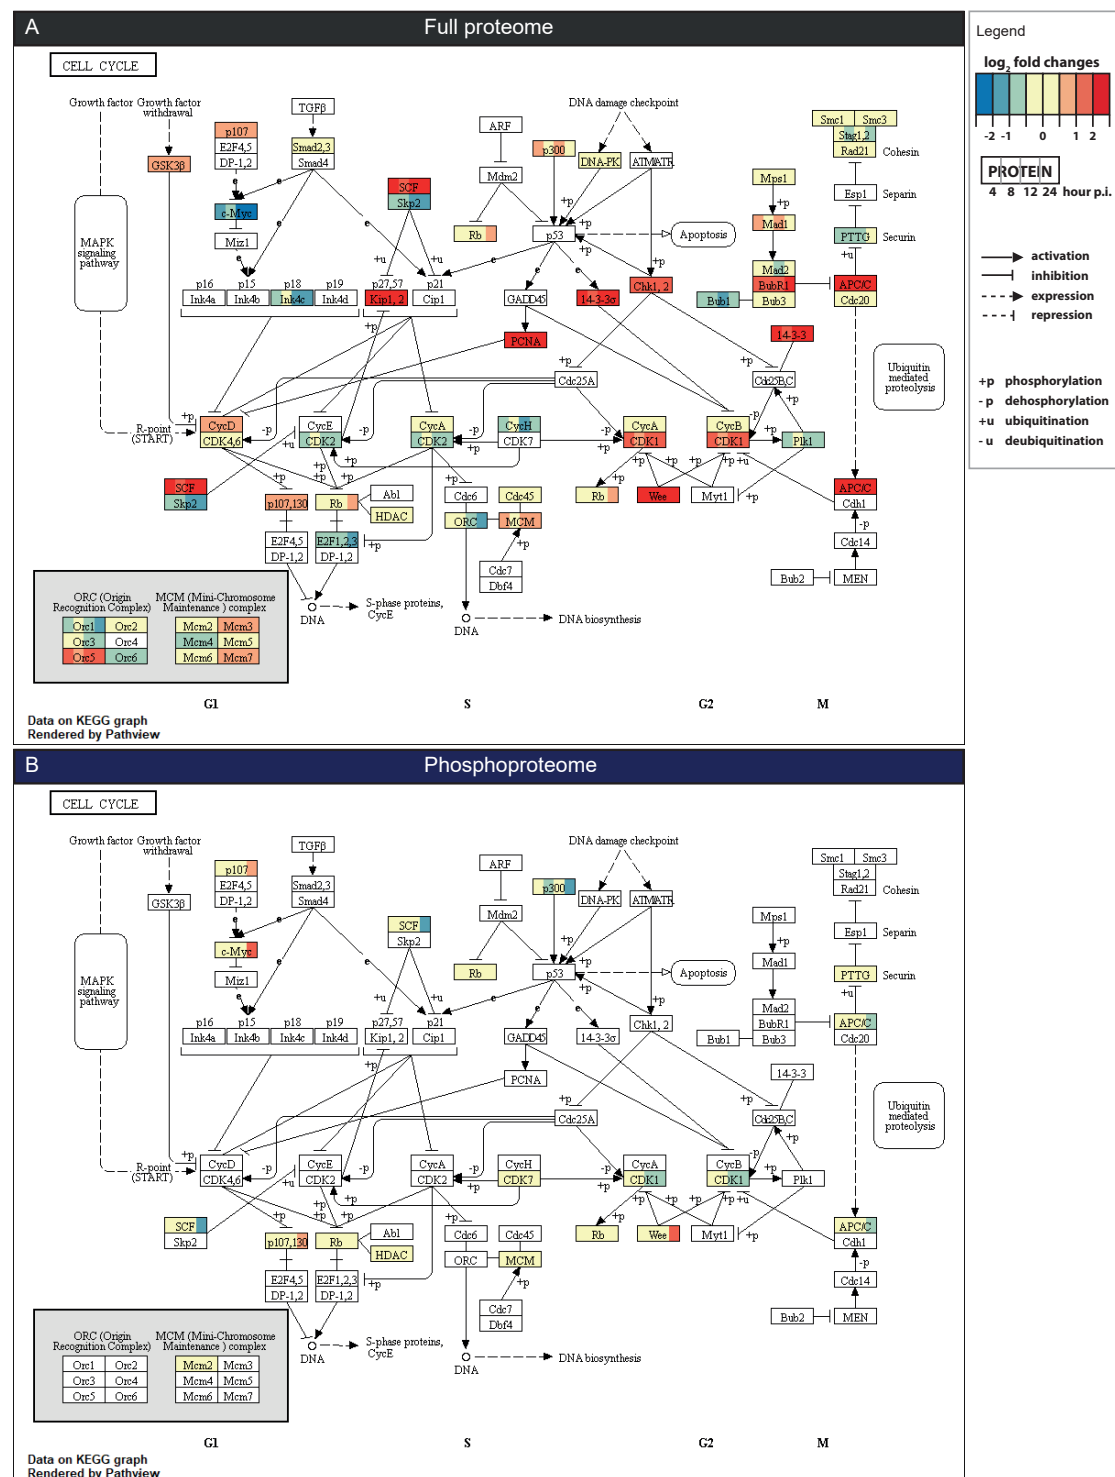 A Full proteome
CELL CYCLE
Growth factor
Growth factor
withdrawal
GSK3β
MAPK
signaling
pathway
p107
E2F4,5
DP-1,2
c-Myc
Miz1
TGFβ
Smad2,3
Smad4
e
e
e
e
SCF
Skp2
+u
+u
ARF
Mdm2
Rb
p300
DNA damage checkpoint
DNA-PK
ATM/ATR
+p
+p
+p
+p
+p
p53
Apoptosis
p16 p15 p18 p19
Ink4a Ink4b Ink4c Ink4d
p27,57 p21
Kip1, 2 Cip1
e
e
e
GADD45
14-3-3σ
Chk1, 2
PCNA
Mps1
+p
Mad1
Mad2
BubR1
Bub3
Bub1
Smc1 Smc3
Stag1,2
Rad21
Cohesin
Esp1
Separin
PTTG
Securin
+u
APC/C
Cdc20
14-3-3
Cdc25A
Cdc25B,C
Ubiquitin
mediated
proteolysis
R-point
(START)
CycD
CDK4,6
CycE
CDK2
CycA
CDK2
CycH
CDK7
CycA
CDK1
CycB
CDK1
Plk1
SCF
Skp2
p107,130
Rb
Abl
HDAC
Cdc6
ORC
Cdc45
MCM
Rb
Wee
Myt1
APC/C
Cdh1
-p
Cdc14
Bub2
MEN
E2F4,5
DP-1,2
E2F1,2,3
DP-1,2
+p
Cdc7
Dbf4
+p
DNA
S-phase proteins,
CycE
DNA
DNA biosynthesis
ORC (Origin
Recognition Complex)
Orc1 Orc2
Orc3 Orc4
Orc5 Orc6
MCM (Mini-Chromosome
Maintenance ) complex
Mcm2 Mcm3
Mcm4 Mcm5
Mcm6 Mcm7
G1 S G2 M
Data on KEGG graph
Rendered by Pathview
Legend
log2 fold changes
-2 -1 0 1 2
PROTEIN
4 8 12 24 hour p.i.
activation
inhibition
expression
repression
+p phosphorylation
- p dehosphorylation
+u ubiquitination
- u deubiquitination
B Phosphoproteome
CELL CYCLE
Growth factor
Growth factor
withdrawal
GSK3β
MAPK
signaling
pathway
p107
E2F4,5
DP-1,2
c-Myc
Miz1
TGFβ
Smad2,3
Smad4
e
e
e
e
SCF
Skp2
+u
+u
ARF
Mdm2
Rb
p300
DNA damage checkpoint
DNA-PK
ATM/ATR
+p
+p
+p
+p
+p
p53
Apoptosis
p16 p15 p18 p19
Ink4a Ink4b Ink4c Ink4d
p27,57 p21
Kip1, 2 Cip1
e
e
e
GADD45
14-3-3σ
Chk1, 2
PCNA
Mps1
+p
Mad1
Mad2
BubR1
Bub3
Bub1
Smc1 Smc3
Stag1,2
Rad21
Cohesin
Esp1
Separin
PTTG
Securin
+u
APC/C
Cdc20
14-3-3
Cdc25A
Cdc25B,C
Ubiquitin
mediated
proteolysis
R-point
(START)
CycD
CDK4,6
CycE
CDK2
CycA
CDK2
CycH
CDK7
CycA
CDK1
CycB
CDK1
Plk1
SCF
Skp2
p107,130
Rb
Abl
HDAC
Cdc6
ORC
Cdc45
MCM
Rb
Wee
Myt1
APC/C
Cdh1
-p
Cdc14
Bub2
MEN
E2F4,5
DP-1,2
E2F1,2,3
DP-1,2
+p
Cdc7
Dbf4
+p
DNA
S-phase proteins,
CycE
DNA
DNA biosynthesis
ORC (Origin
Recognition Complex)
Orc1 Orc2
Orc3 Orc4
Orc5 Orc6
MCM (Mini-Chromosome
Maintenance ) complex
Mcm2 Mcm3
Mcm4 Mcm5
Mcm6 Mcm7
G1 S G2 M
Data on KEGG graph
Rendered by Pathview